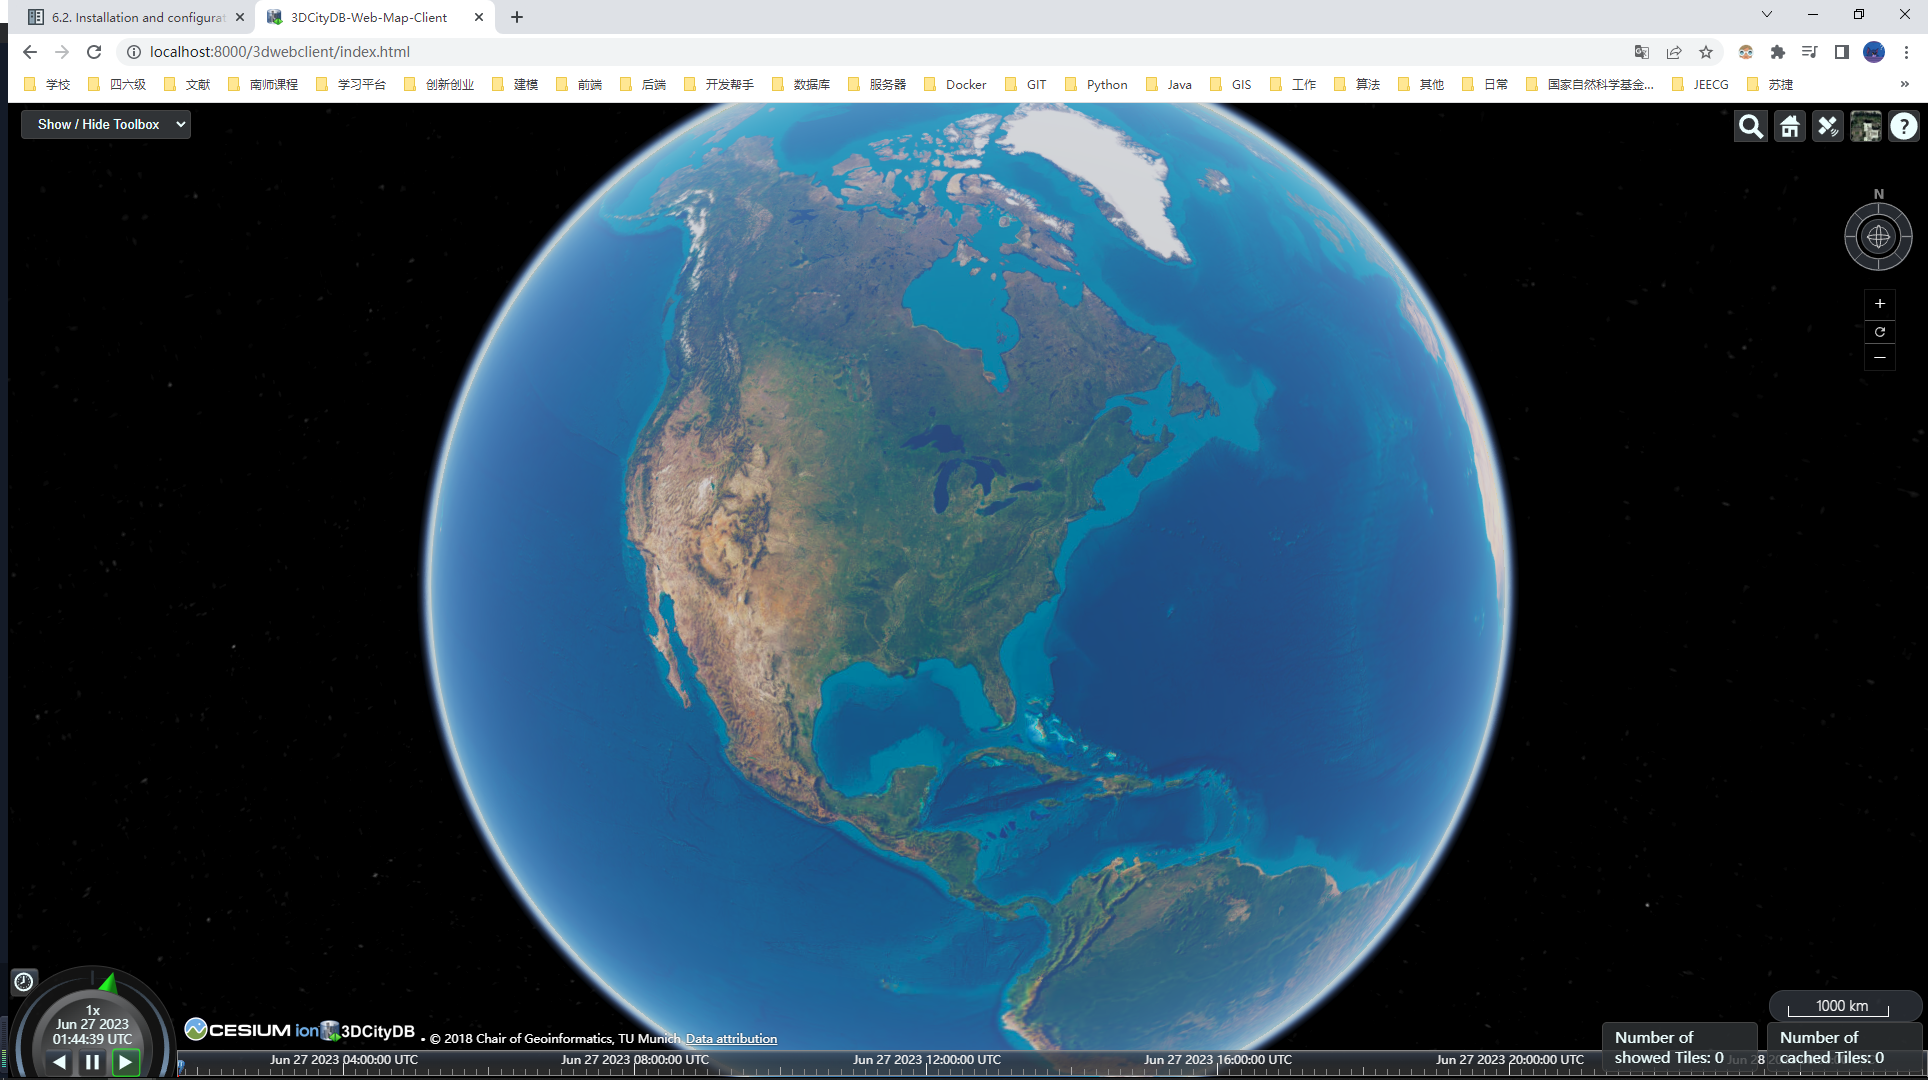 6.2. Installation and configurat
3DCityDB-Web-Map-Client
localhost:8000/3dwebclient/index.html
学校 四六级 文献 南师课程 学习平台 创新创业 建模 前端 后端 开发帮手 数据库 服务器 Docker GIT Python Java GIS 工作 算法 其他 日常 国家自然科学基金... JEECG 苏捷 »
Show / Hide Toolbox
?
N
+
−
1x
Jun 27 2023
01:44:39 UTC
CESIUM ion 3DCityDB • © 2018 Chair of Geoinformatics, TU Munich Data attribution
1000 km
Number of
showed Tiles: 0
Number of
cached Tiles: 0
Jun 27 2023 04:00:00 UTC
Jun 27 2023 08:00:00 UTC
Jun 27 2023 12:00:00 UTC
Jun 27 2023 16:00:00 UTC
Jun 27 2023 20:00:00 UTC